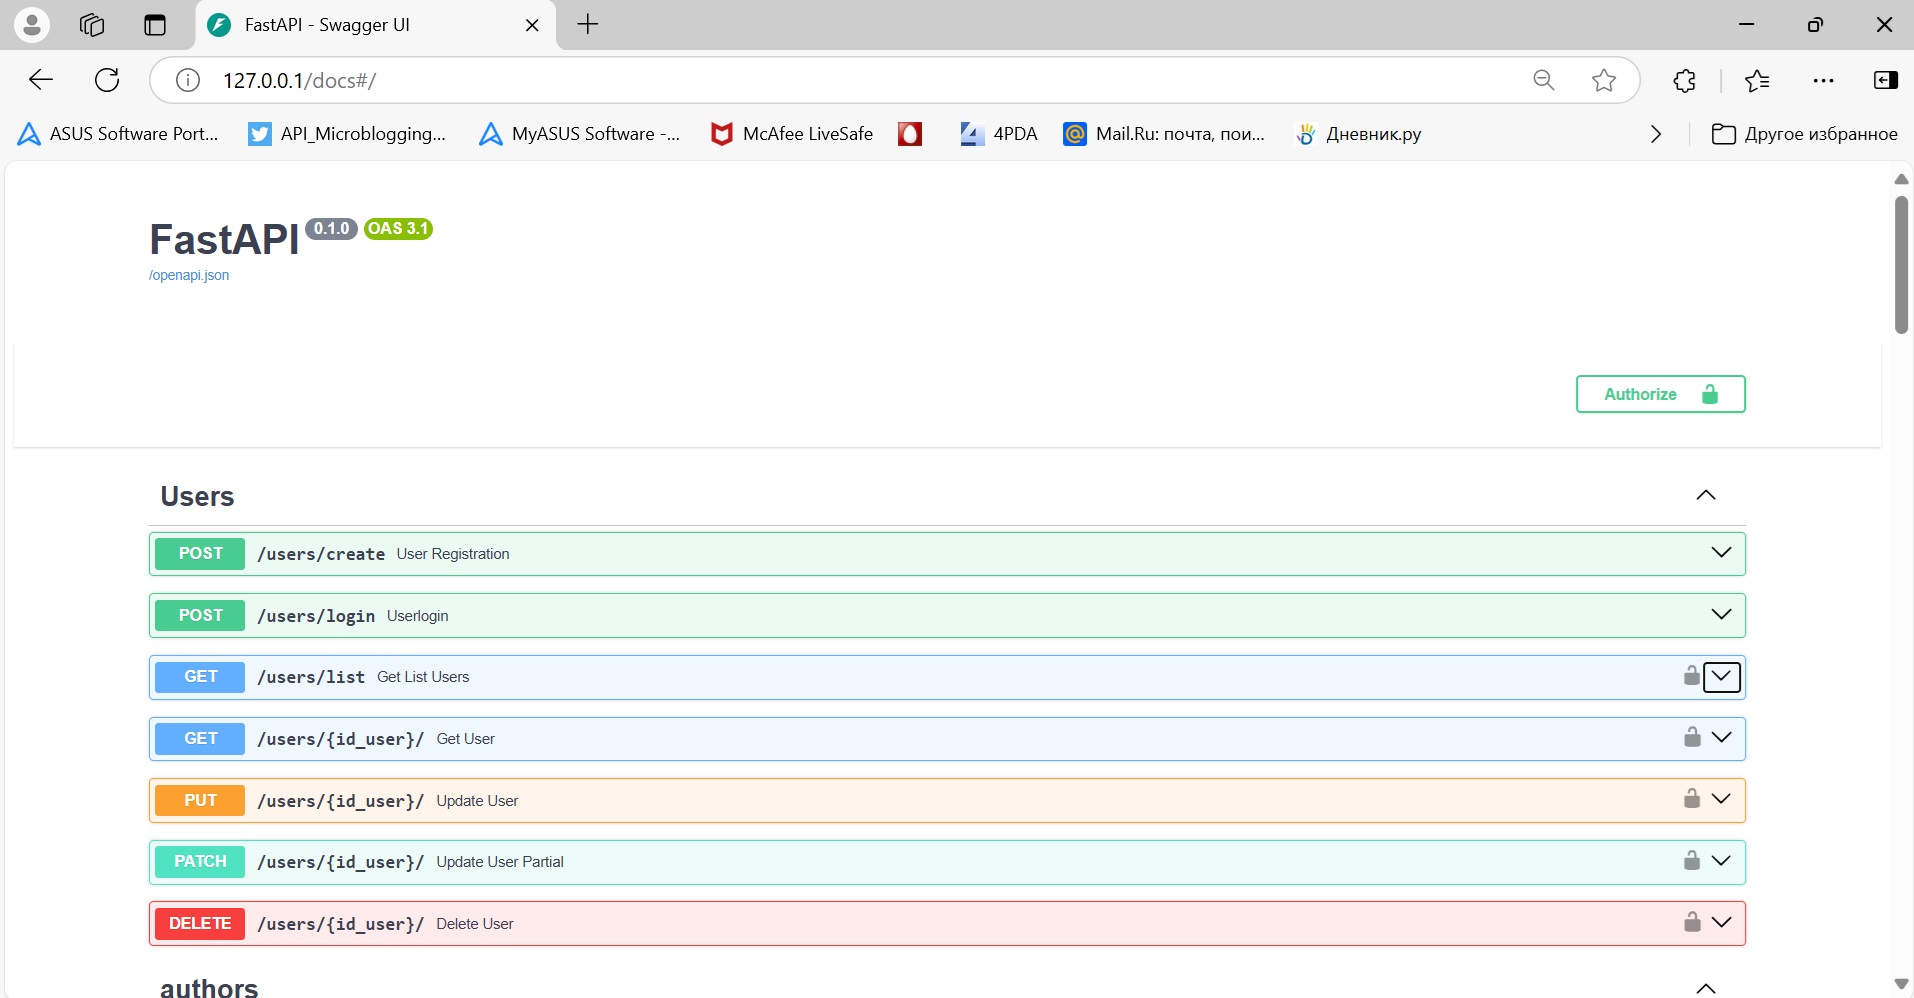 FastAPI - Swagger UI
127.0.0.1/docs#/
ASUS Software Port...
API_Microblogging...
MyASUS Software -...
McAfee LiveSafe
4PDA
Mail.Ru: почта, пои...
Дневник.ру
Другое избранное
FastAPI 0.1.0 OAS 3.1
/openapi.json
Authorize
Users
POST /users/create User Registration
POST /users/login Userlogin
GET /users/list Get List Users
GET /users/{id_user}/ Get User
PUT /users/{id_user}/ Update User
PATCH /users/{id_user}/ Update User Partial
DELETE /users/{id_user}/ Delete User
authors